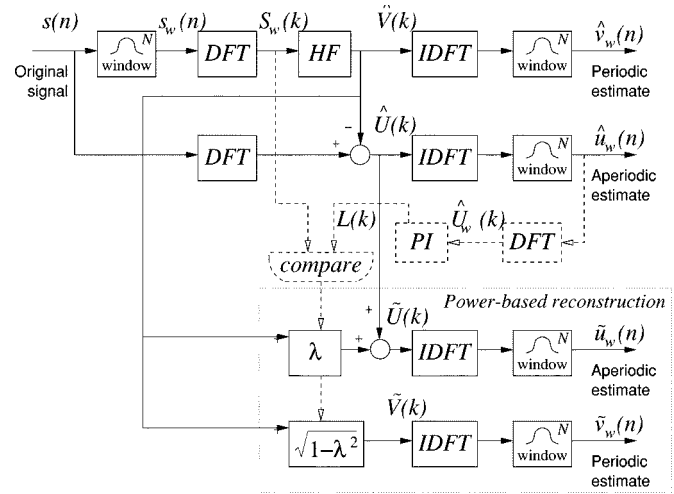 s(n) s_w(n) S_w(k) V̂(k) v̂_w(n)
N window DFT HF IDFT N window
Original signal
Periodic estimate
− Û(k) û_w(n)
DFT + IDFT N window
Aperiodic estimate
L(k) PI Û_w(k) DFT
compare
Power-based reconstruction
+ Ũ(k) ũ_w(n)
λ + IDFT N window
Aperiodic estimate
Ṽ(k) ṽ_w(n)
√1−λ² IDFT N window
Periodic estimate